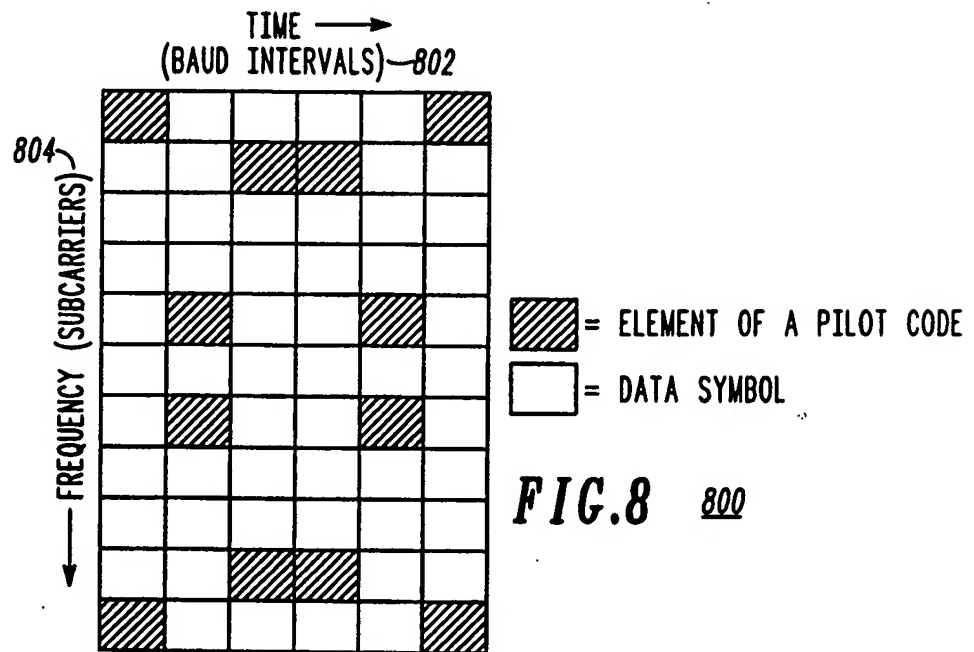 TIME
(BAUD INTERVALS) 802
804
FREQUENCY (SUBCARRIERS)
= ELEMENT OF A PILOT CODE
= DATA SYMBOL
FIG.8 800